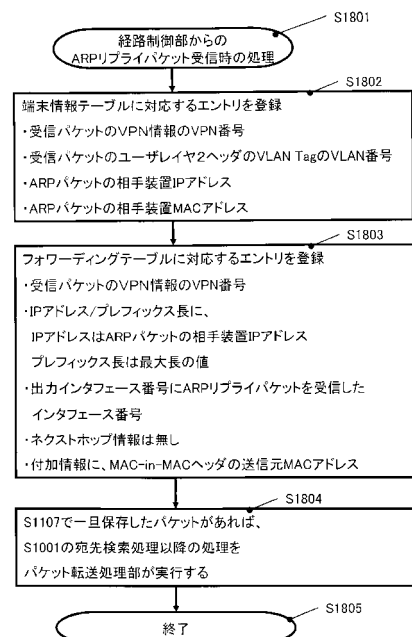 S1801
経路制御部からの
ARPリプライパケット受信時の処理
S1802
端末情報テーブルに対応するエントリを登録
・受信パケットのVPN情報のVPN番号
・受信パケットのユーザレイヤ2ヘッダのVLAN TagのVLAN番号
・ARPパケットの相手装置IPアドレス
・ARPパケットの相手装置MACアドレス
S1803
フォワーディングテーブルに対応するエントリを登録
・受信パケットのVPN情報のVPN番号
・IPアドレス/プレフィックス長に、
IPアドレスはARPパケットの相手装置IPアドレス
プレフィックス長は最大長の値
・出力インタフェース番号にARPリプライパケットを受信した
インタフェース番号
・ネクストホップ情報は無し
・付加情報に、MAC-in-MACヘッダの送信元MACアドレス
S1804
S1107で一旦保存したパケットがあれば、
S1001の宛先検索処理以降の処理を
パケット転送処理部が実行する
S1805
終了